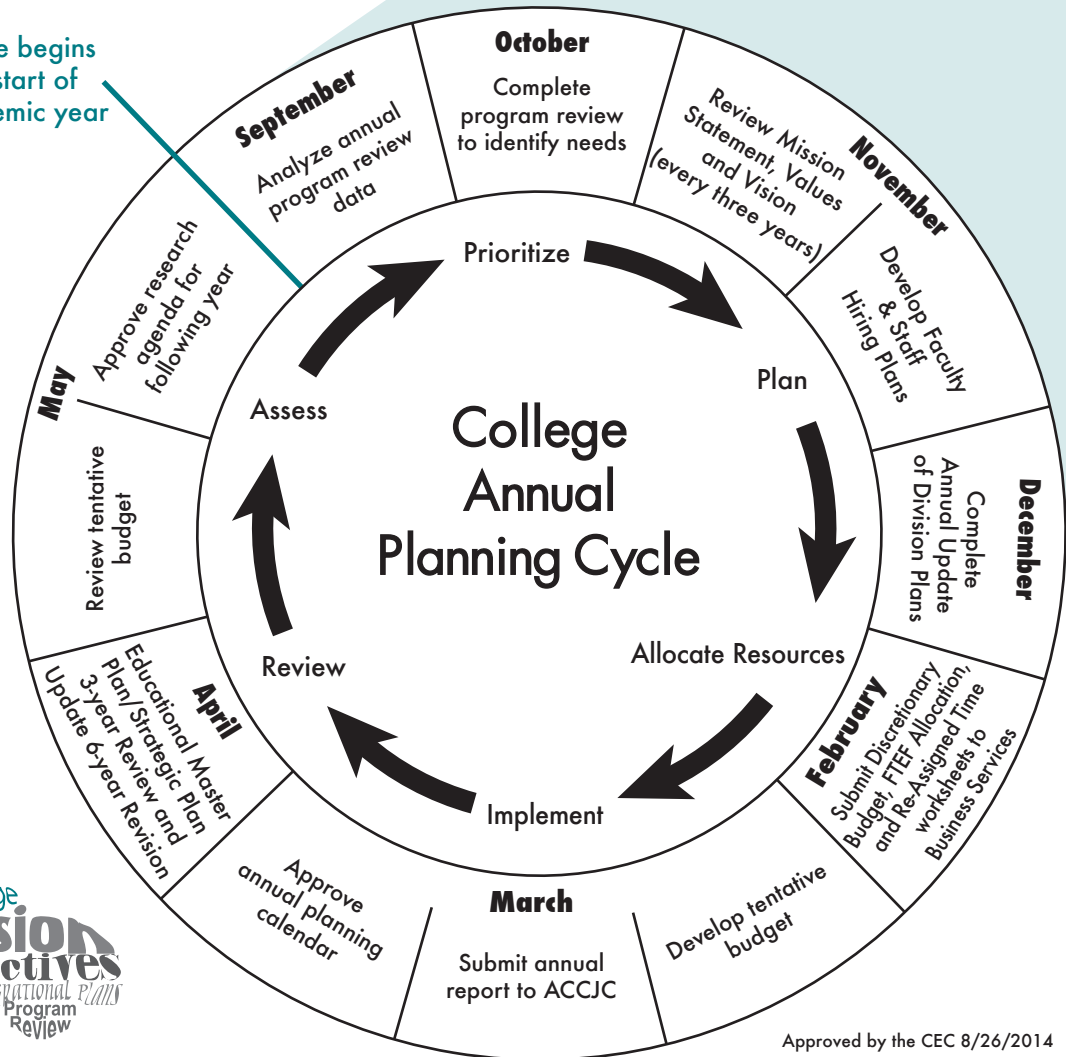 e begins
start of
emic year
September
Analyze annual
program review
data
October
Complete
program review
to identify needs
November
Review Mission
Statement, Values
and Vision
(every three years)
Develop Faculty
& Staff
Hiring Plans
December
Complete
Annual Update
of Division Plans
February
Submit Discretionary
Budget, FTEF Allocation,
and Re-Assigned Time
worksheets to
Business Services
Develop tentative
budget
March
Submit annual
report to ACCJC
Approve
annual planning
calendar
April
Educational Master
Plan/Strategic Plan
3-year Review and
Update 6-year Revision
Review tentative
budget
May
Approve research
agenda for
following year
Prioritize
Plan
Allocate Resources
Implement
Review
Assess
College
Annual
Planning Cycle
ge
sion
ctives
ational Plans
Program
Review
Approved by the CEC 8/26/2014